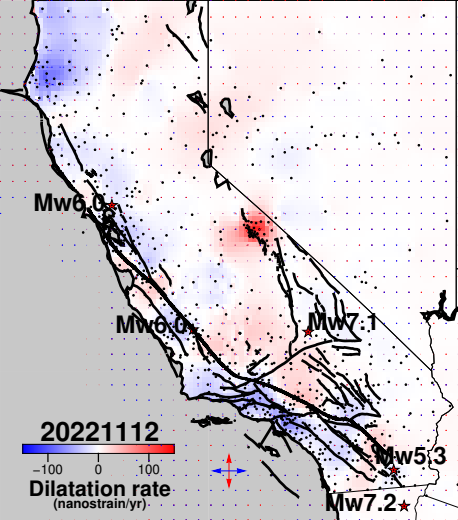 Mw6.0
Mw6.0
Mw7.1
20221112
−100 0 100
Dilatation rate
(nanostrain/yr)
Mw5.3
Mw7.2